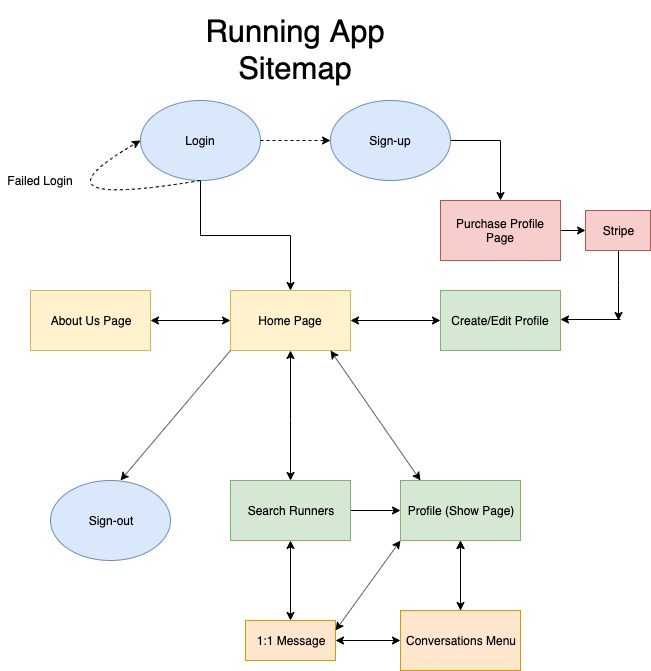 Running App
Sitemap
Login
Sign-up
Failed Login
Purchase Profile
Page
Stripe
About Us Page
Home Page
Create/Edit Profile
Search Runners
Profile (Show Page)
Sign-out
1:1 Message
Conversations Menu